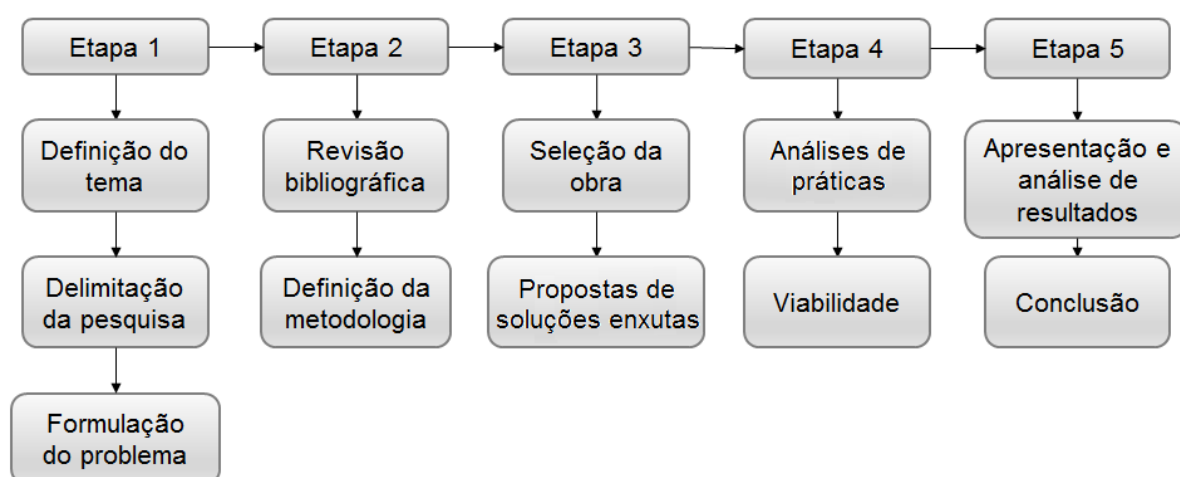 Etapa 1
Etapa 2
Etapa 3
Etapa 4
Etapa 5
Definição do
tema
Revisão
bibliográfica
Seleção da
obra
Análises de
práticas
Apresentação e
análise de
resultados
Delimitação
da pesquisa
Definição da
metodologia
Propostas de
soluções enxutas
Viabilidade
Conclusão
Formulação
do problema